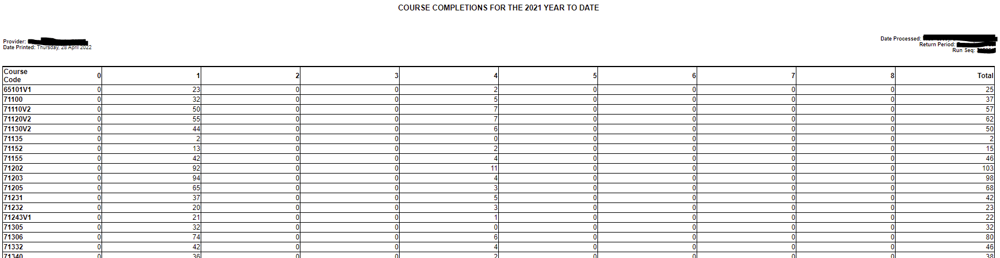 COURSE COMPLETIONS FOR THE 2021 YEAR TO DATE
Provider:
Date Printed: Thursday, 28 April 2022
Date Processed:
Return Period:
Run Seq:
Course Code 0 1 2 3 4 5 6 7 8 Total
65101V1 0 23 0 0 2 0 0 0 0 25
71100 0 32 0 0 5 0 0 0 0 37
71110V2 0 50 0 0 7 0 0 0 0 57
71120V2 0 55 0 0 7 0 0 0 0 62
71130V2 0 44 0 0 6 0 0 0 0 50
71135 0 2 0 0 0 0 0 0 0 2
71152 0 13 0 0 2 0 0 0 0 15
71155 0 42 0 0 4 0 0 0 0 46
71202 0 92 0 0 11 0 0 0 0 103
71203 0 94 0 0 4 0 0 0 0 98
71205 0 65 0 0 3 0 0 0 0 68
71231 0 37 0 0 5 0 0 0 0 42
71232 0 20 0 0 3 0 0 0 0 23
71243V1 0 21 0 0 1 0 0 0 0 22
71305 0 32 0 0 0 0 0 0 0 32
71306 0 74 0 0 6 0 0 0 0 80
71332 0 42 0 0 4 0 0 0 0 46
71340 0 36 0 0 2 0 0 0 0 38